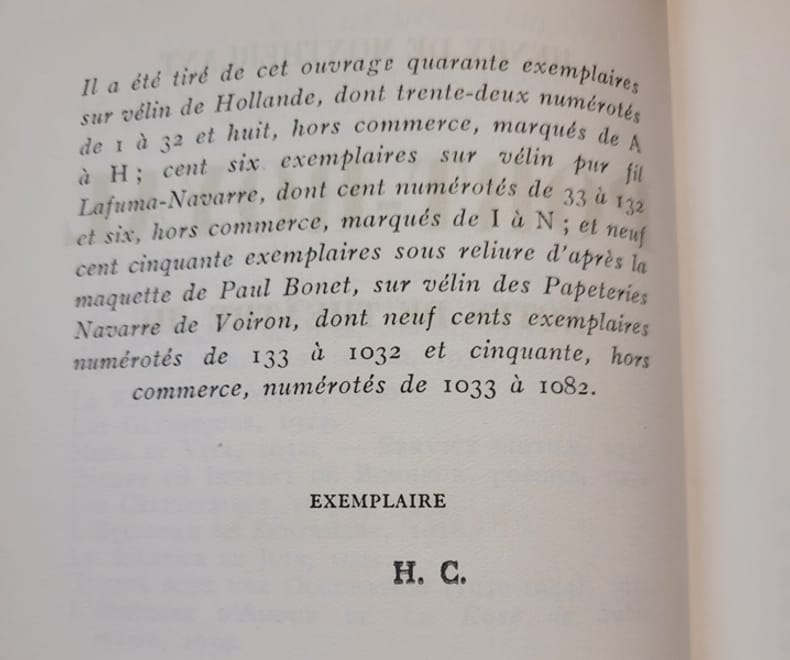 Il a été tiré de cet ouvrage quarante exemplaires
sur vélin de Hollande, dont trente-deux numérotés
de 1 à 32 et huit, hors commerce, marqués de A
à H ; cent six exemplaires sur vélin pur fil
Lafuma-Navarre, dont cent numérotés de 33 à 132
et six, hors commerce, marqués de I à N ; et neuf
cent cinquante exemplaires sous reliure d'après la
maquette de Paul Bonet, sur vélin des Papeteries
Navarre de Voiron, dont neuf cents exemplaires
numérotés de 133 à 1032 et cinquante, hors
commerce, numérotés de 1033 à 1082.
EXEMPLAIRE
H. C.